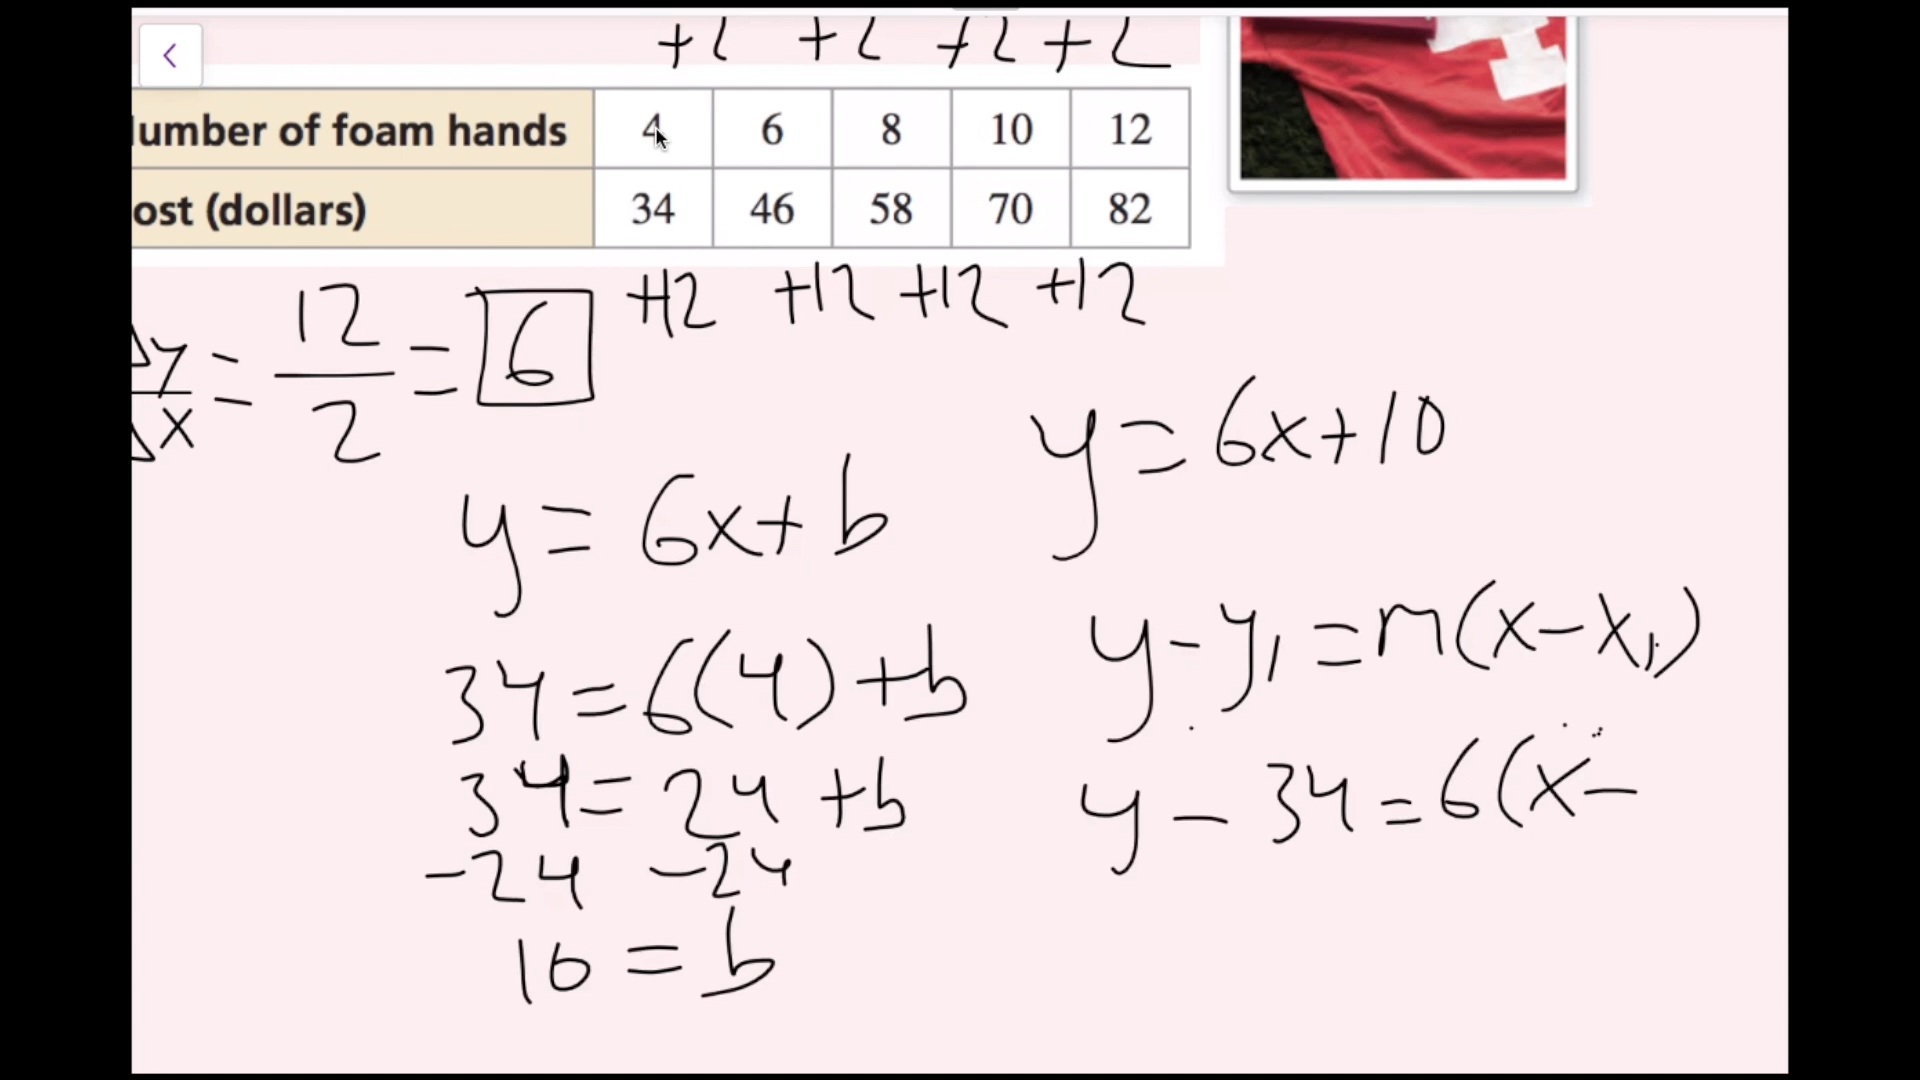 +2 +2 +2 +2
umber of foam hands 4 6 8 10 12
ost (dollars) 34 46 58 70 82
+12 +12 +12 +12
Δy/Δx = 12/2 = 6
y = 6x + 10
y = 6x + b
y - y₁ = m(x - x₁)
34 = 6(4) + b
y - 34 = 6(x -
34 = 24 + b
-24 -24
10 = b